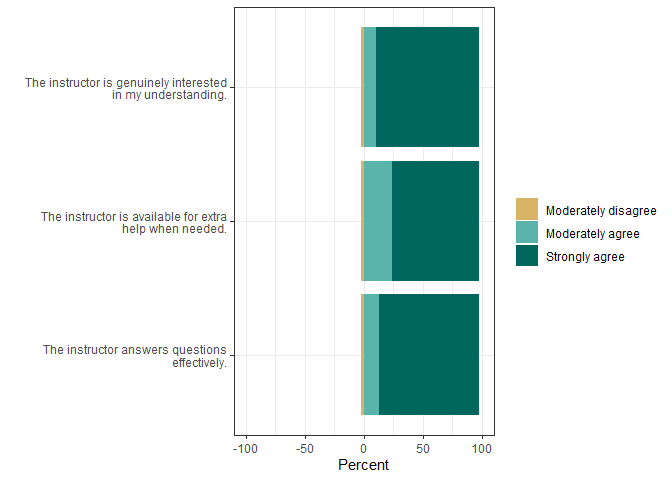 The instructor is genuinely interested
in my understanding.
The instructor is available for extra
help when needed.
The instructor answers questions
effectively.
-100
-50
0
50
100
Percent
Moderately disagree
Moderately agree
Strongly agree